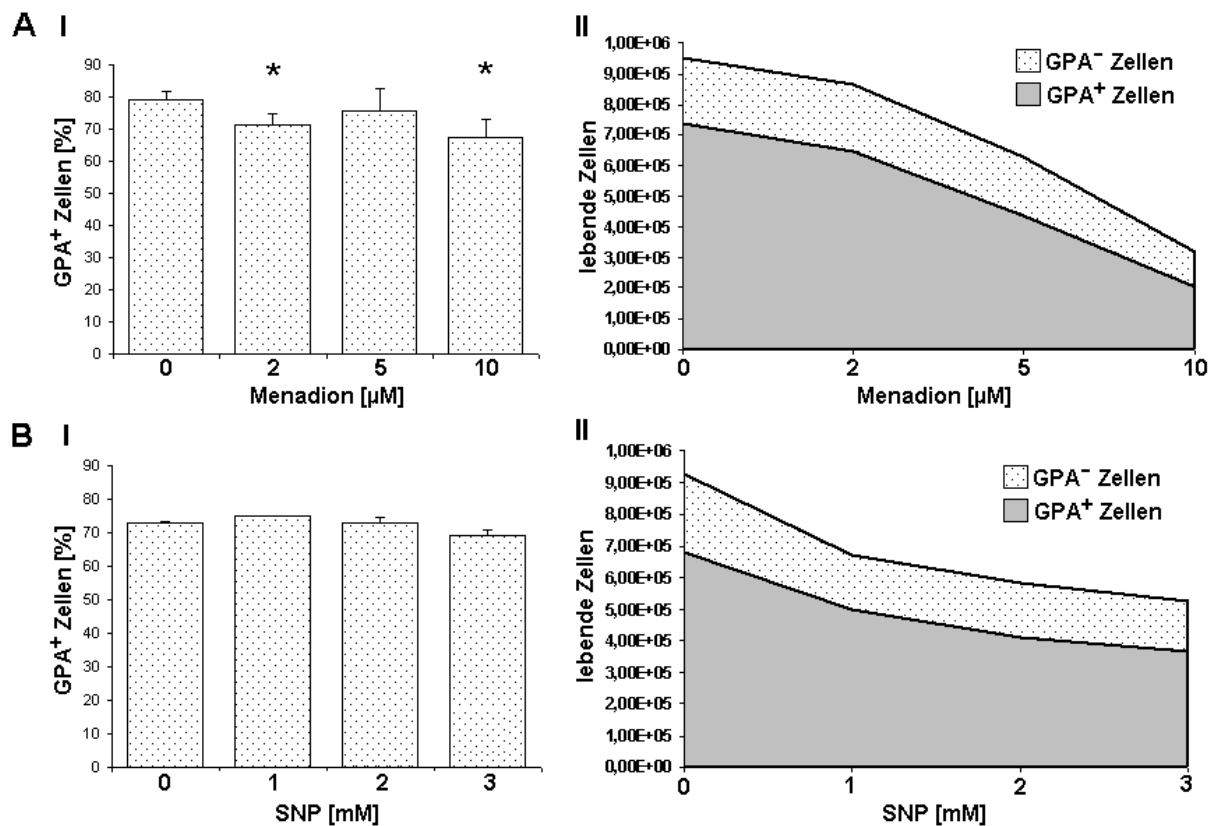 A I
GPA+ Zellen [%]
90
80
70
60
50
40
30
20
10
0
* *
0 2 5 10
Menadion [µM]
II
lebende Zellen
1,00E+06
9,00E+05
8,00E+05
7,00E+05
6,00E+05
5,00E+05
4,00E+05
3,00E+05
2,00E+05
1,00E+05
0,00E+00
GPA⁻ Zellen
GPA+ Zellen
0 2 5 10
Menadion [µM]
B I
GPA+ Zellen [%]
90
80
70
60
50
40
30
20
10
0
0 1 2 3
SNP [mM]
II
lebende Zellen
1,00E+06
9,00E+05
8,00E+05
7,00E+05
6,00E+05
5,00E+05
4,00E+05
3,00E+05
2,00E+05
1,00E+05
0,00E+00
GPA⁻ Zellen
GPA+ Zellen
0 1 2 3
SNP [mM]